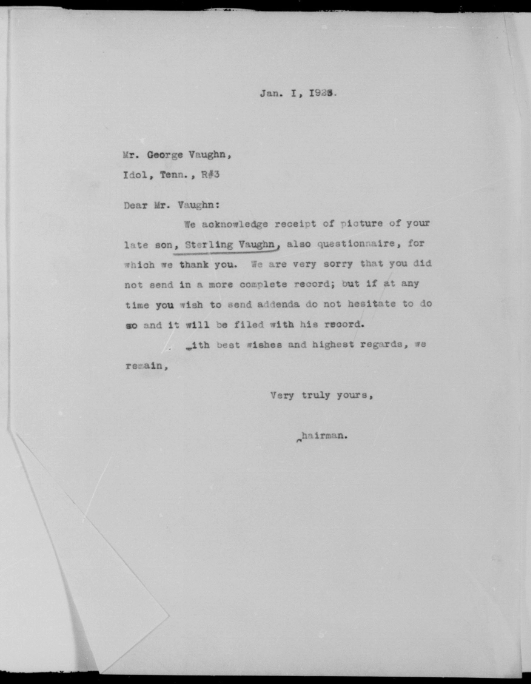 Jan. I, I923.
Mr. George Vaughn,
Idol, Tenn., R#3
Dear Mr. Vaughn:
We acknowledge receipt of picture of your
late son, Sterling Vaughn, also questionnaire, for
which we thank you. We are very sorry that you did
not send in a more complete record; but if at any
time you wish to send addenda do not hesitate to do
so and it will be filed with his record.
ith best wishes and highest regards, we
remain,
Very truly yours,
hairman.